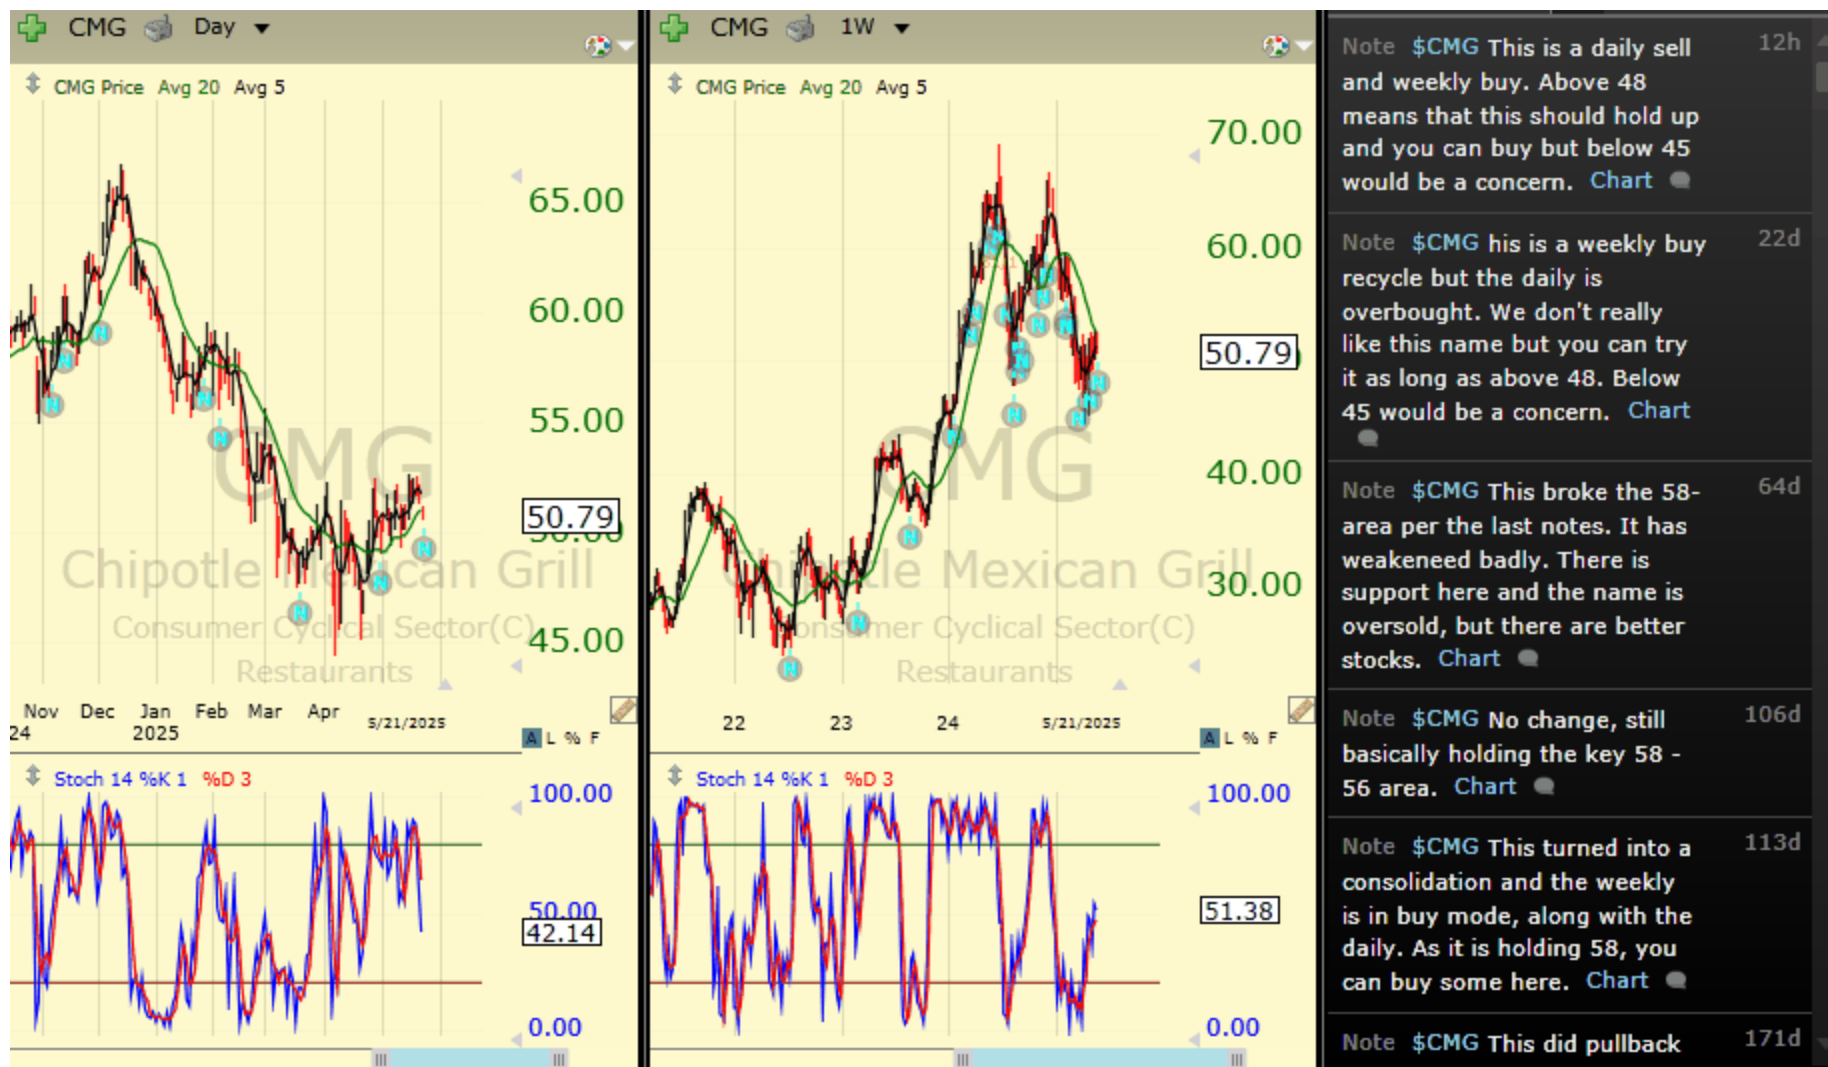 CMG Day
CMG Price Avg 20 Avg 5
65.00
60.00
55.00
50.79
50.00
45.00
CMG
Chipotle Mexican Grill
Consumer Cyclical Sector(C)
Restaurants
Nov Dec Jan Feb Mar Apr 5/21/2025
24 2025
A L % F
Stoch 14 %K 1 %D 3
100.00
50.00
42.14
0.00
CMG 1W
CMG Price Avg 20 Avg 5
70.00
60.00
50.79
40.00
30.00
CMG
Chipotle Mexican Grill
Consumer Cyclical Sector(C)
Restaurants
22 23 24 5/21/2025
A L % F
Stoch 14 %K 1 %D 3
100.00
51.38
0.00
Note $CMG This is a daily sell 12h
and weekly buy. Above 48
means that this should hold up
and you can buy but below 45
would be a concern. Chart
Note $CMG his is a weekly buy 22d
recycle but the daily is
overbought. We don't really
like this name but you can try
it as long as above 48. Below
45 would be a concern. Chart
Note $CMG This broke the 58- 64d
area per the last notes. It has
weakeneed badly. There is
support here and the name is
oversold, but there are better
stocks. Chart
Note $CMG No change, still 106d
basically holding the key 58 -
56 area. Chart
Note $CMG This turned into a 113d
consolidation and the weekly
is in buy mode, along with the
daily. As it is holding 58, you
can buy some here. Chart
Note $CMG This did pullback 171d